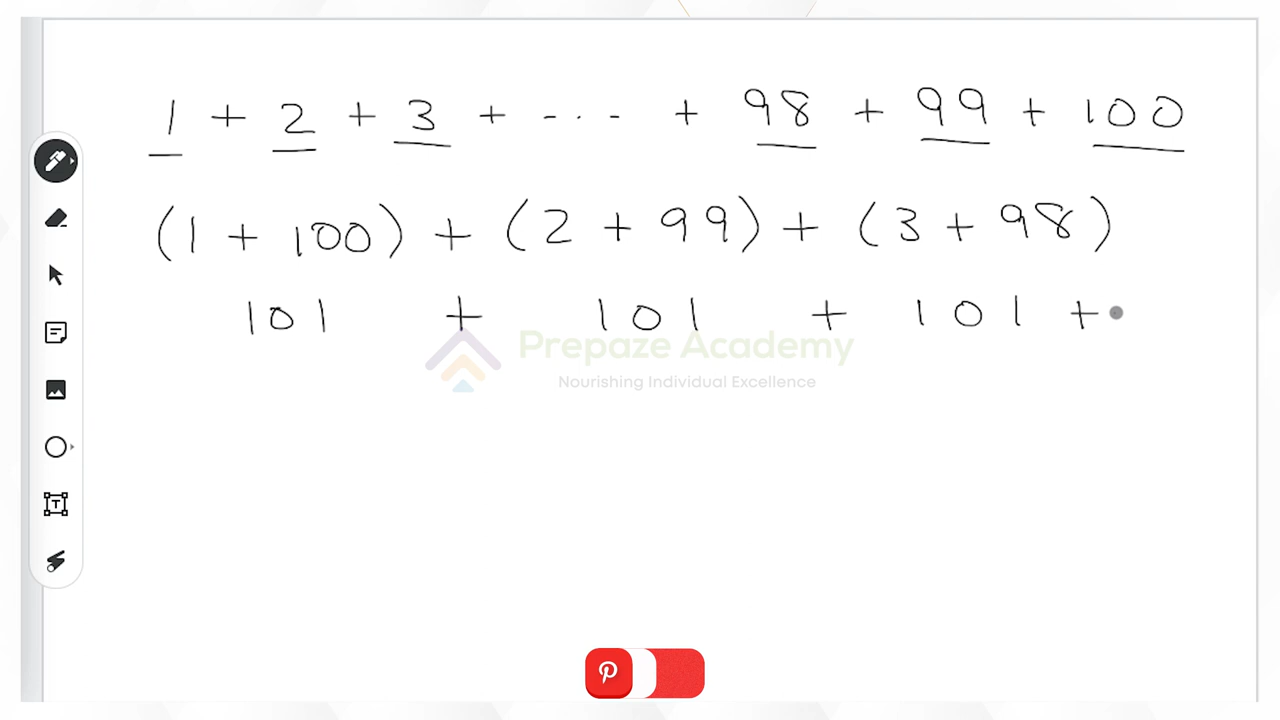 1 + 2 + 3 + - · · - + 98 + 99 + 100
(1 + 100) + (2 + 99) + (3 + 98)
101 + 101 + 101 +
Prepaze Academy
Nourishing Individual Excellence
T